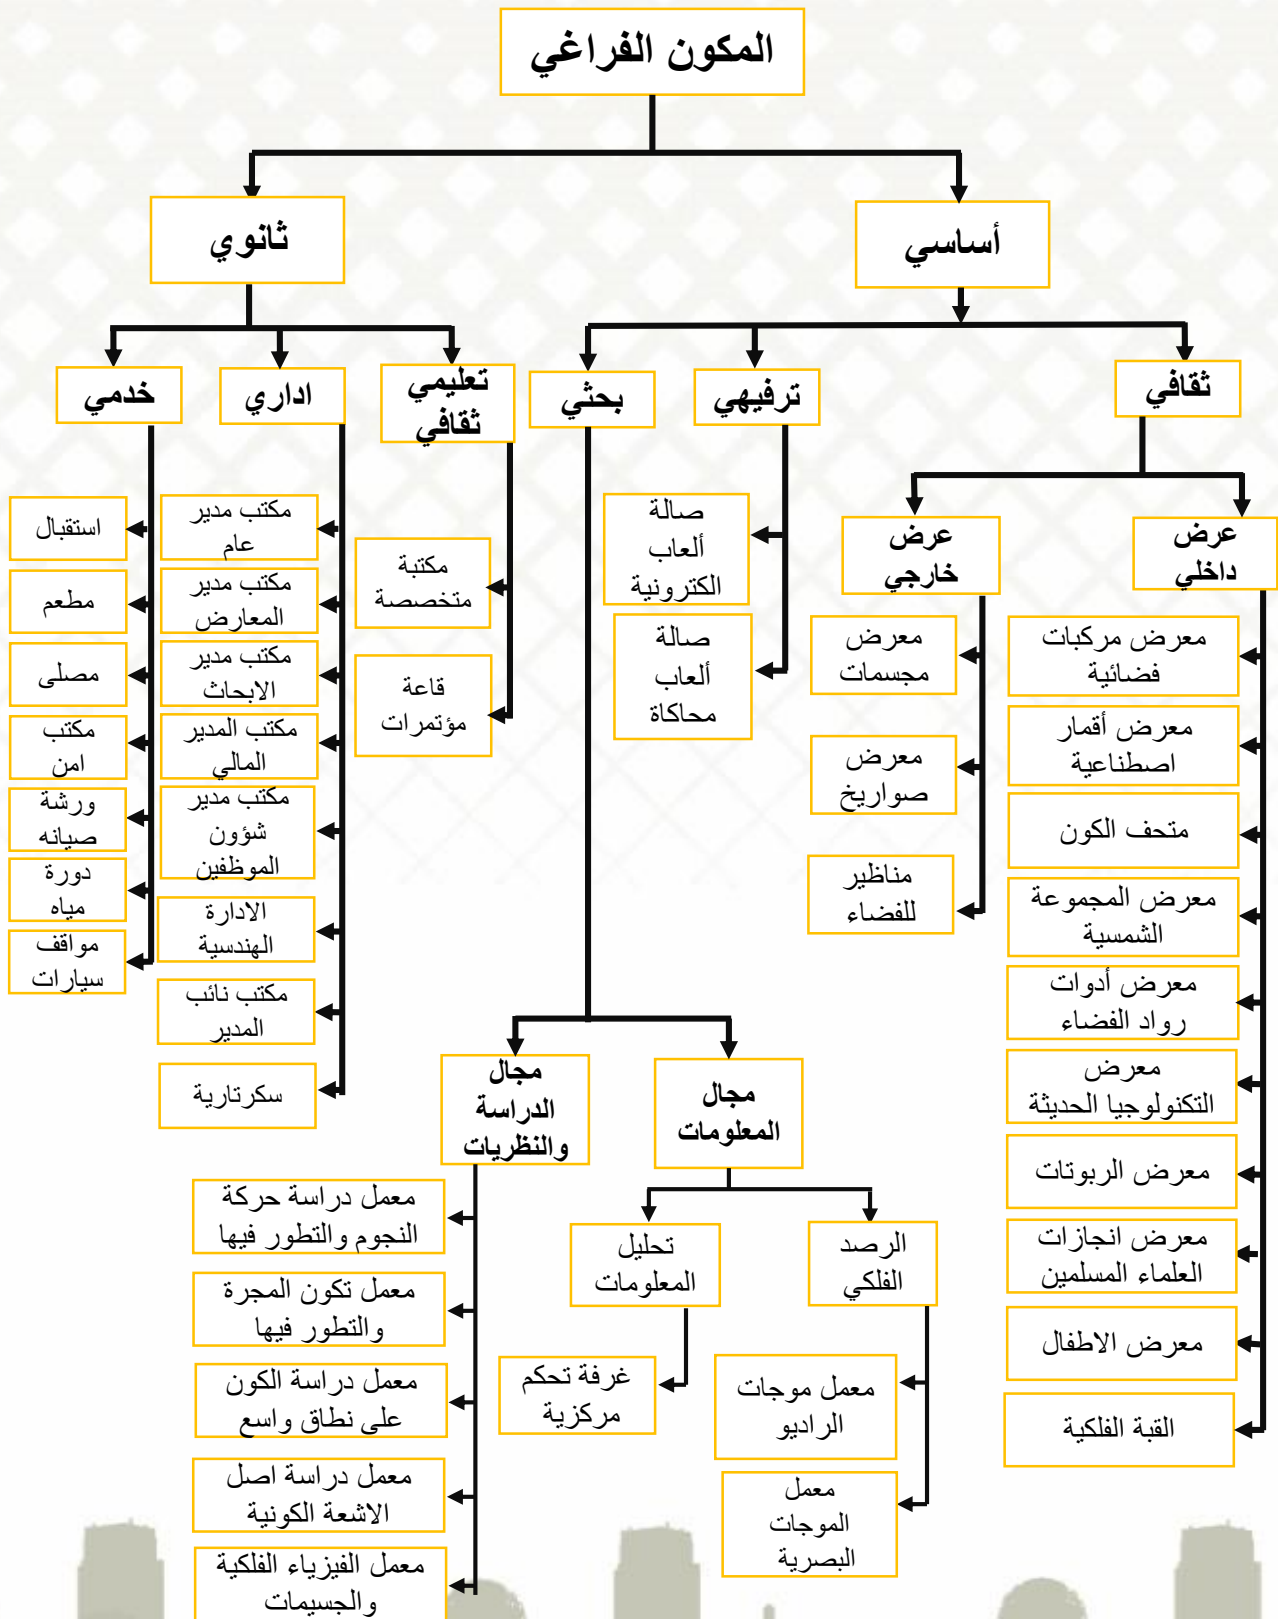 المكون الفراغي
أساسي
ثانوي
ثقافي
ترفيهي
بحثي
تعليمي
ثقافي
اداري
خدمي
عرض
داخلي
معرض مركبات
فضائية
معرض أقمار
اصطناعية
متحف الكون
معرض المجموعة
الشمسية
معرض أدوات
رواد الفضاء
معرض
التكنولوجيا الحديثة
معرض الربوتات
معرض انجازات
العلماء المسلمين
معرض الاطفال
القبة الفلكية
عرض
خارجي
معرض
مجسمات
معرض
صواريخ
مناظير
للفضاء
صالة
ألعاب
الكترونية
صالة
ألعاب
محاكاة
مجال
المعلومات
الرصد
الفلكي
معمل موجات
الراديو
معمل
الموجات
البصرية
تحليل
المعلومات
غرفة تحكم
مركزية
مجال
الدراسة
والنظريات
معمل دراسة حركة
النجوم والتطور فيها
معمل تكون المجرة
والتطور فيها
معمل دراسة الكون
على نطاق واسع
معمل دراسة اصل
الاشعة الكونية
معمل الفيزياء الفلكية
والجسيمات
مكتبة
متخصصة
قاعة
مؤتمرات
مكتب مدير
عام
مكتب مدير
المعارض
مكتب مدير
الابحاث
مكتب المدير
المالي
مكتب مدير
شؤون
الموظفين
الادارة
الهندسية
مكتب نائب
المدير
سكرتارية
استقبال
مطعم
مصلى
مكتب
امن
ورشة
صيانه
دورة
مياه
مواقف
سيارات